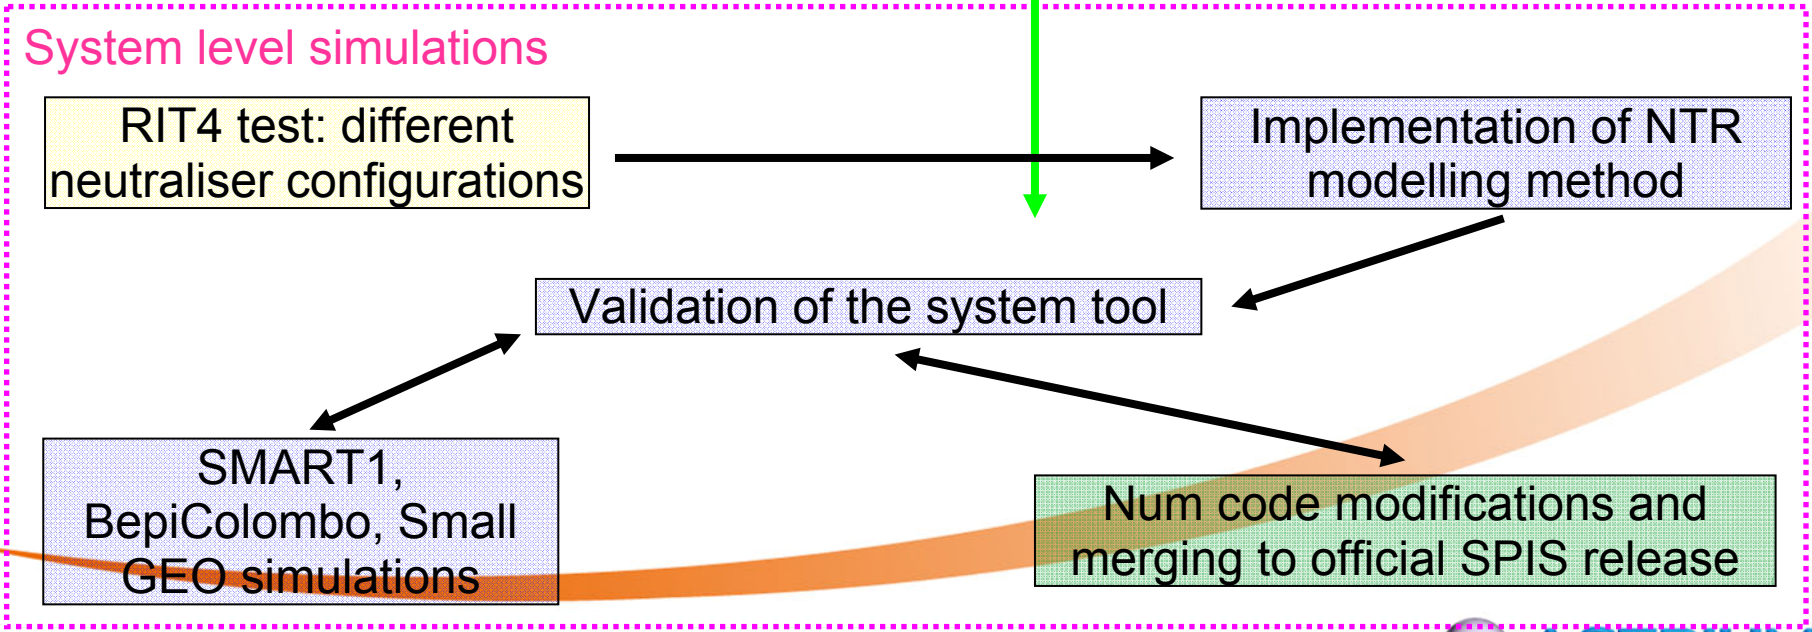 System level simulations
RIT4 test: different
neutraliser configurations
Implementation of NTR
modelling method
Validation of the system tool
SMART1,
BepiColombo, Small
GEO simulations
Num code modifications and
merging to official SPIS release